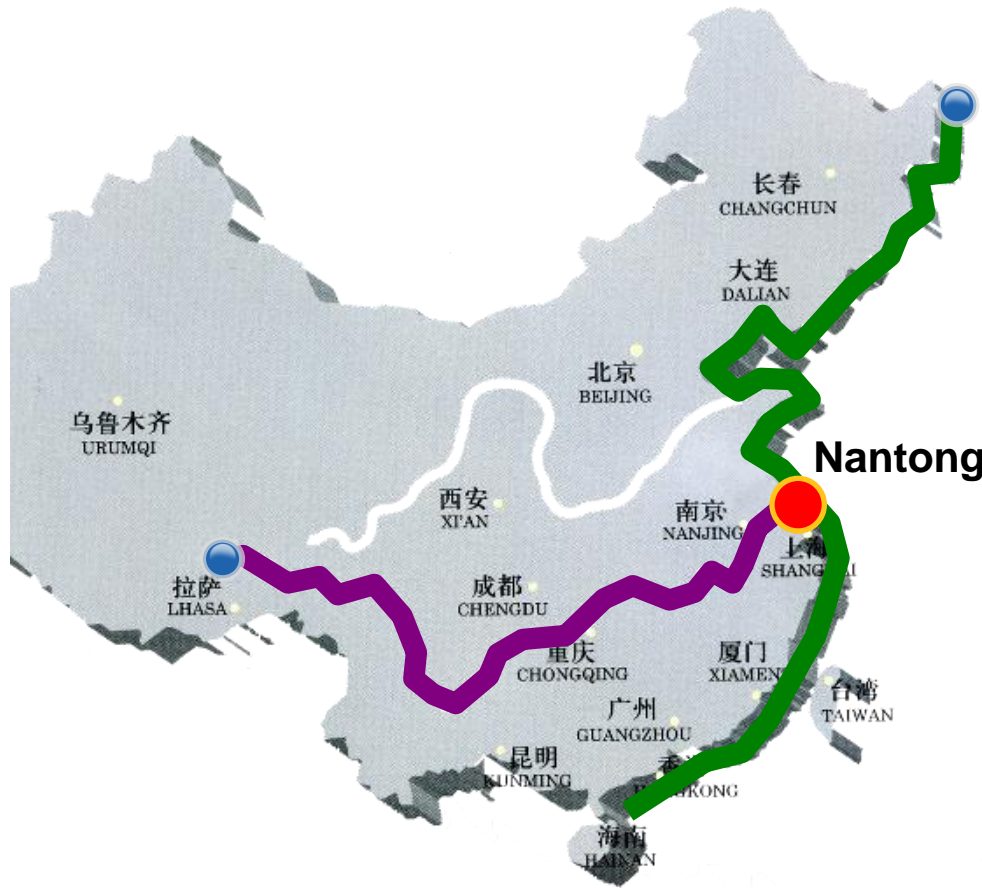 长春
CHANGCHUN
大连
DALIAN
北京
BEIJING
乌鲁木齐
URUMQI
Nantong
西安
XI'AN
南京
NANJING
上海
拉萨
LHASA
成都
CHENGDU
重庆
CHONGQING
厦门
XIAMEN
台湾
TAIWAN
广州
GUANGZHOU
昆明
KUNMING
海南
HAINAN